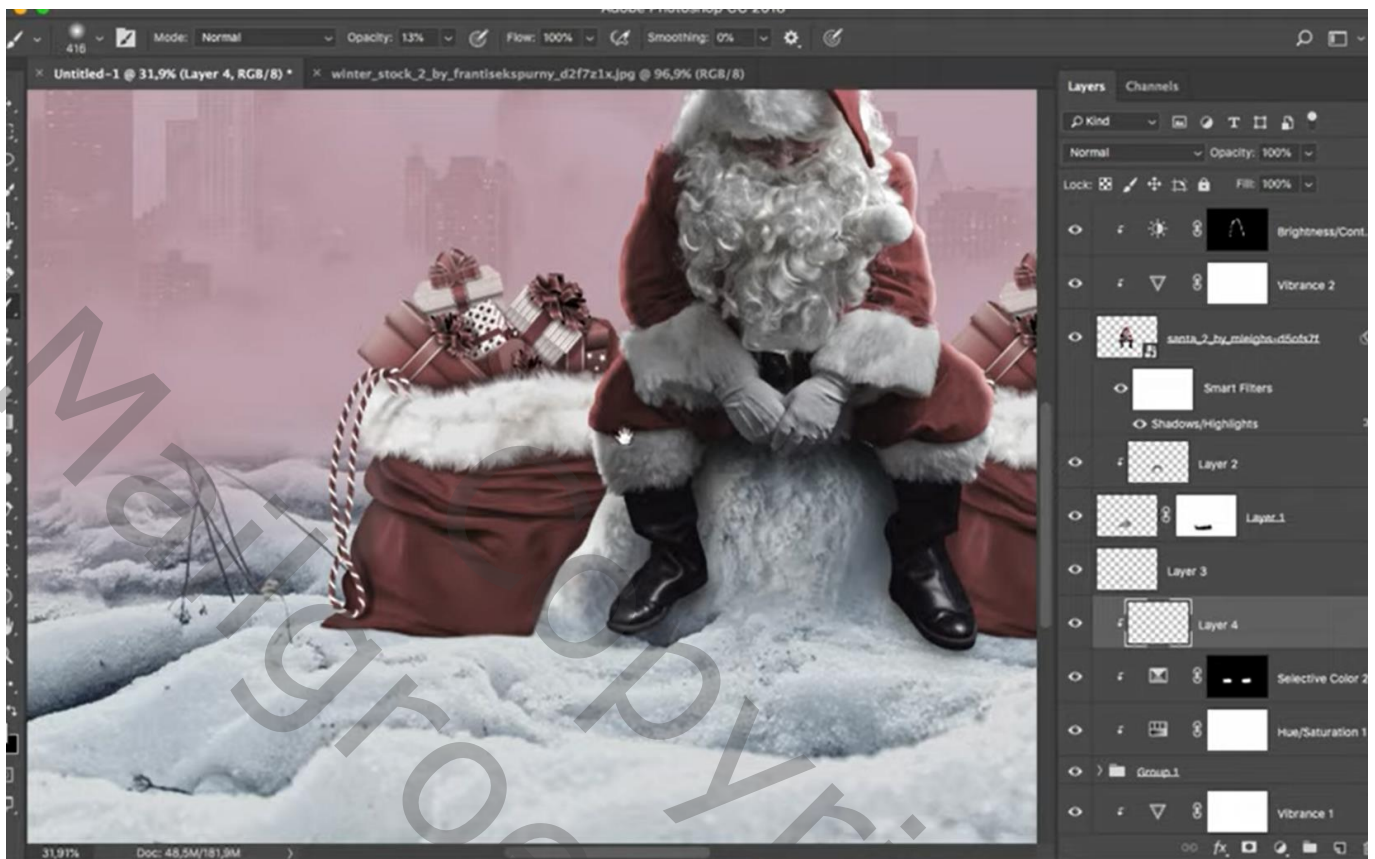 Adobe Photoshop CC 2018
416 Mode: Normal Opacity: 13% Flow: 100% Smoothing: 0%
× Untitled-1 @ 31,9% (Layer 4, RGB/8) * × winter_stock_2_by_frantisekspurny_d2f7z1x.jpg @ 96,9% (RGB/8)
Layers Channels
Kind
Normal Opacity: 100%
Lock: Fill: 100%
Brightness/Cont.
Vibrance 2
santa_2_by_mleighs-d5ofs7f
Smart Filters
Shadows/Highlights
Layer 2
Layer 1
Layer 3
Layer 4
Selective Color 2
Hue/Saturation 1
Group 1
Vibrance 1
31,91% Doc: 48,5M/181,9M